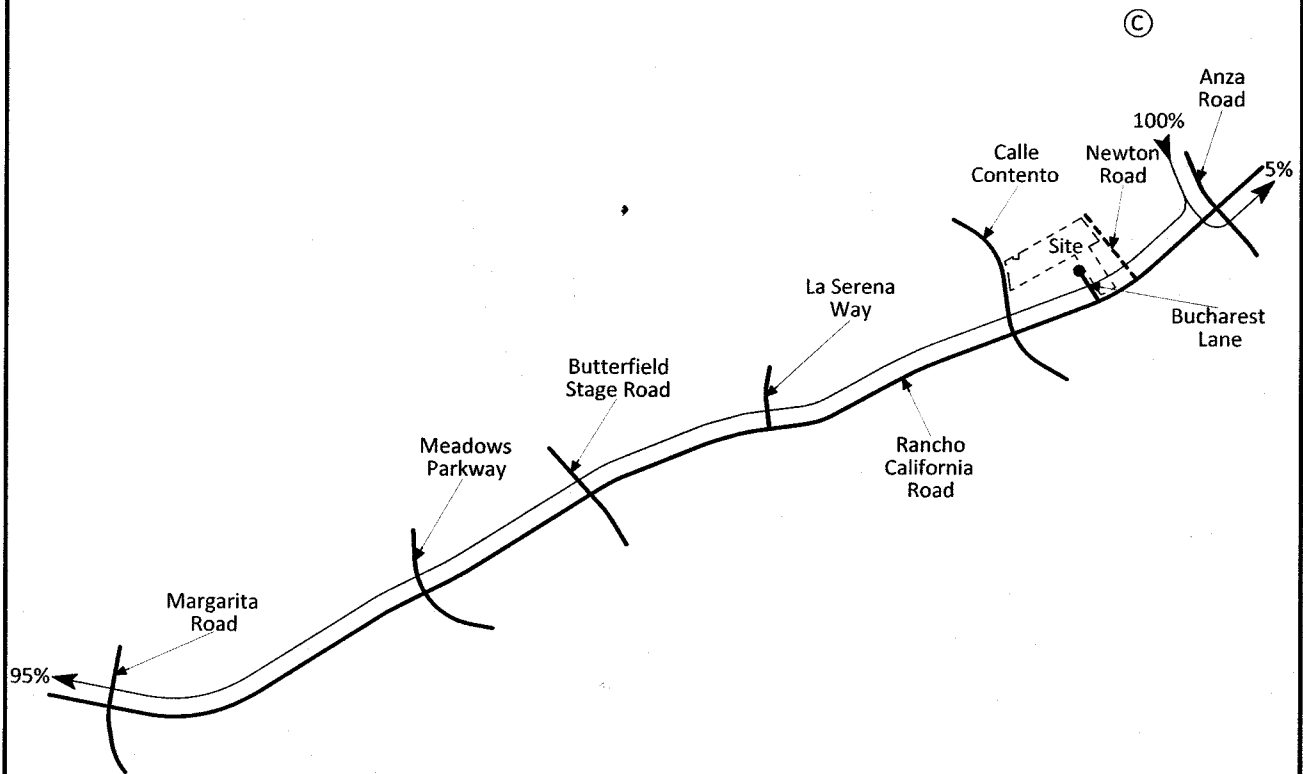 C
Anza
Road
100%
Calle
Contento
Newton
Road
5%
Site
La Serena
Way
Bucharest
Lane
Butterfield
Stage Road
Meadows
Parkway
Rancho
California
Road
Margarita
Road
95%